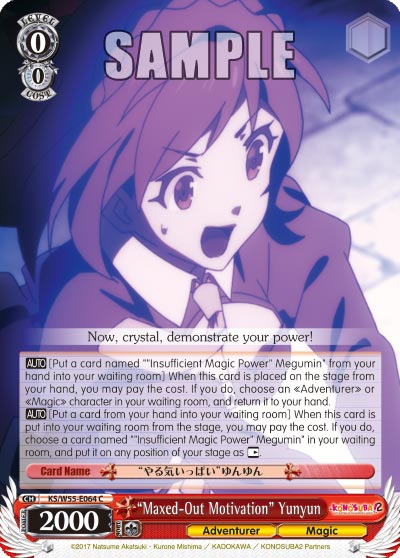 LEVEL
0
0
COST
SAMPLE
Now, crystal, demonstrate your power!
AUTO [Put a card named ""Insufficient Magic Power" Megumin" from your
hand into your waiting room] When this card is placed on the stage from
your hand, you may pay the cost. If you do, choose an «Adventurer» or
«Magic» character in your waiting room, and return it to your hand.
AUTO [Put a card from your hand into your waiting room] When this card is
put into your waiting room from the stage, you may pay the cost. If you do,
choose a card named ""Insufficient Magic Power" Megumin" in your waiting
room, and put it on any position of your stage as
Card Name
“やる気いっぱい”ゆんゆん
CH KS/W55-E064 C
POWER
2000
"Maxed-Out Motivation" Yunyun
KONOSUBA 2
Adventurer
Magic
©2017 Natsume Akatsuki・Kurone Mishima ／ KADOKAWA ／ KONOSUBA2 Partners